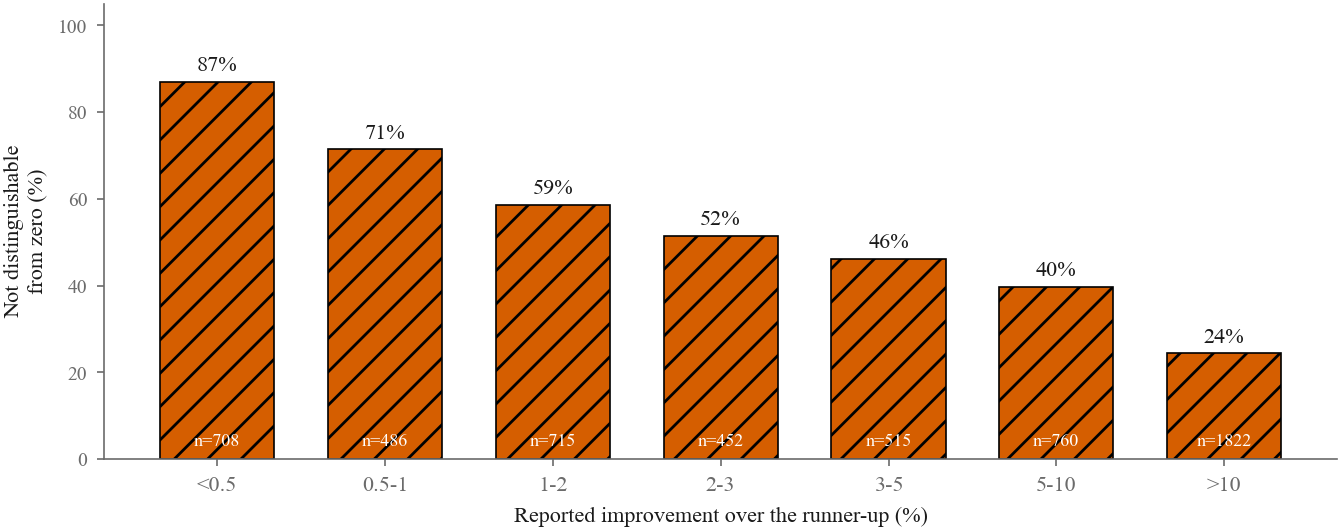 100
80
60
40
20
0
Not distinguishable
from zero (%)
87%
71%
59%
52%
46%
40%
24%
n=708
n=486
n=715
n=452
n=515
n=760
n=1822
<0.5
0.5-1
1-2
2-3
3-5
5-10
>10
Reported improvement over the runner-up (%)